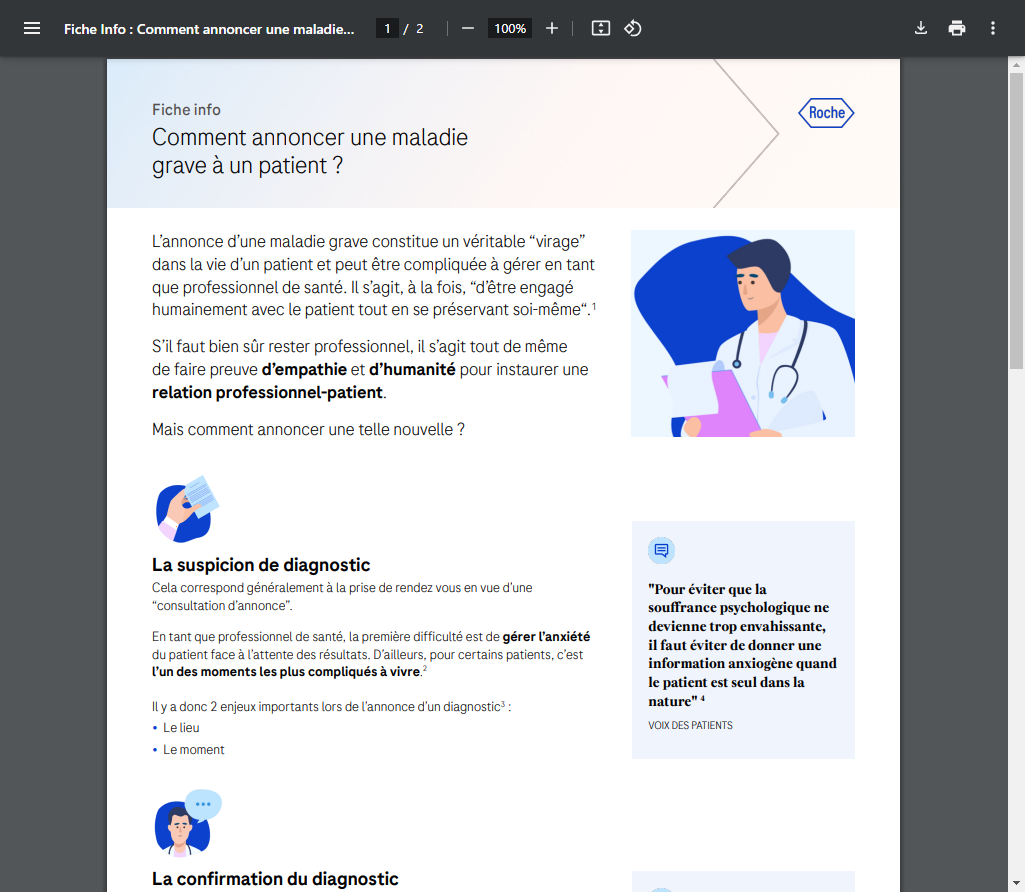 Fiche Info : Comment annoncer une maladie...
1 / 2
100%
Fiche info
Comment annoncer une maladie
grave à un patient ?
Roche
L’annonce d’une maladie grave constitue un véritable “virage”
dans la vie d’un patient et peut être compliquée à gérer en tant
que professionnel de santé. Il s’agit, à la fois, “d’être engagé
humainement avec le patient tout en se préservant soi-même“.¹
S’il faut bien sûr rester professionnel, il s’agit tout de même
de faire preuve d’empathie et d’humanité pour instaurer une
relation professionnel-patient.
Mais comment annoncer une telle nouvelle ?
La suspicion de diagnostic
Cela correspond généralement à la prise de rendez vous en vue d’une
“consultation d’annonce”.
En tant que professionnel de santé, la première difficulté est de gérer l’anxiété
du patient face à l’attente des résultats. D’ailleurs, pour certains patients, c’est
l’un des moments les plus compliqués à vivre.²
Il y a donc 2 enjeux importants lors de l’annonce d’un diagnostic³ :
• Le lieu
• Le moment
"Pour éviter que la
souffrance psychologique ne
devienne trop envahissante,
il faut éviter de donner une
information anxiogène quand
le patient est seul dans la
nature" ⁴
VOIX DES PATIENTS
La confirmation du diagnostic